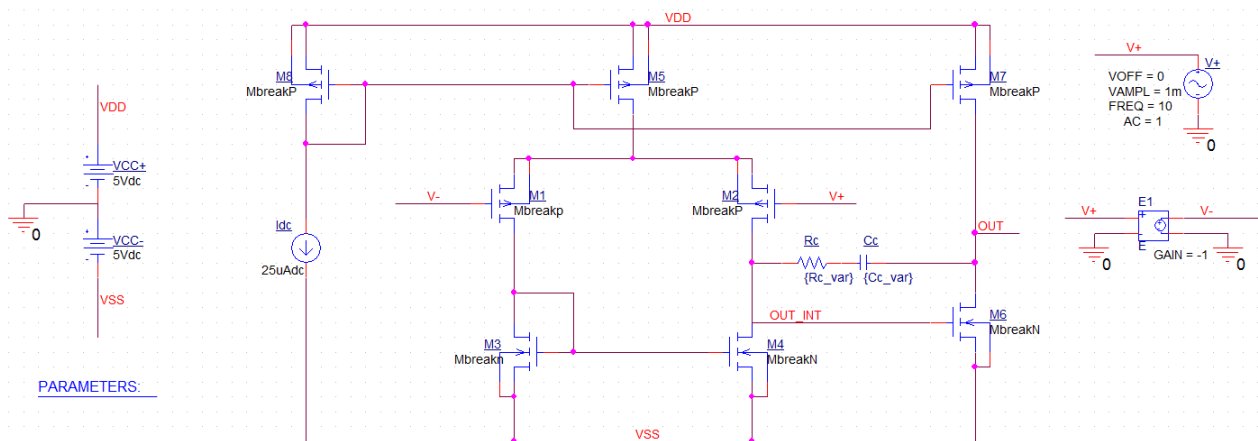 VDD
M8
MbreakP
M5
MbreakP
M7
MbreakP
V+
V+
VOFF = 0
VAMPL = 1m
FREQ = 10
AC = 1
0
VDD
VCC+
5Vdc
0
VCC-
5Vdc
VSS
V-
M1
Mbreakp
M2
MbreakP
V+
Idc
25uAdc
Rc
{Rc_var}
Cc
{Cc_var}
OUT
E1
V+
V-
E
0
0
GAIN = -1
OUT_INT
M3
Mbreakn
M4
MbreakN
M6
MbreakN
PARAMETERS:
VSS